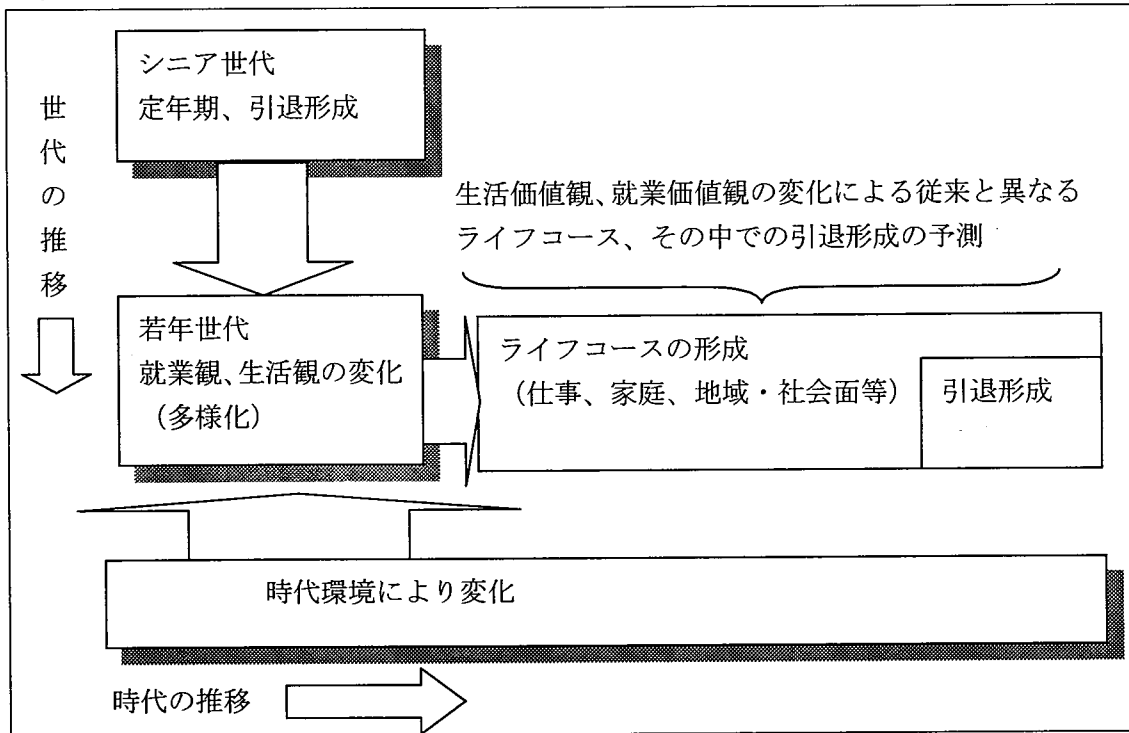 シニア世代
定年期、引退形成
世代の推移
生活価値観、就業価値観の変化による従来と異なる
ライフコース、その中での引退形成の予測
若年世代
就業観、生活観の変化
（多様化）
ライフコースの形成
（仕事、家庭、地域・社会面等）
引退形成
時代環境により変化
時代の推移